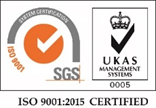 SYSTEM CERTIFICATION
ISO 9001
SGS
UKAS
MANAGEMENT
SYSTEMS
0005
ISO 9001:2015 CERTIFIED